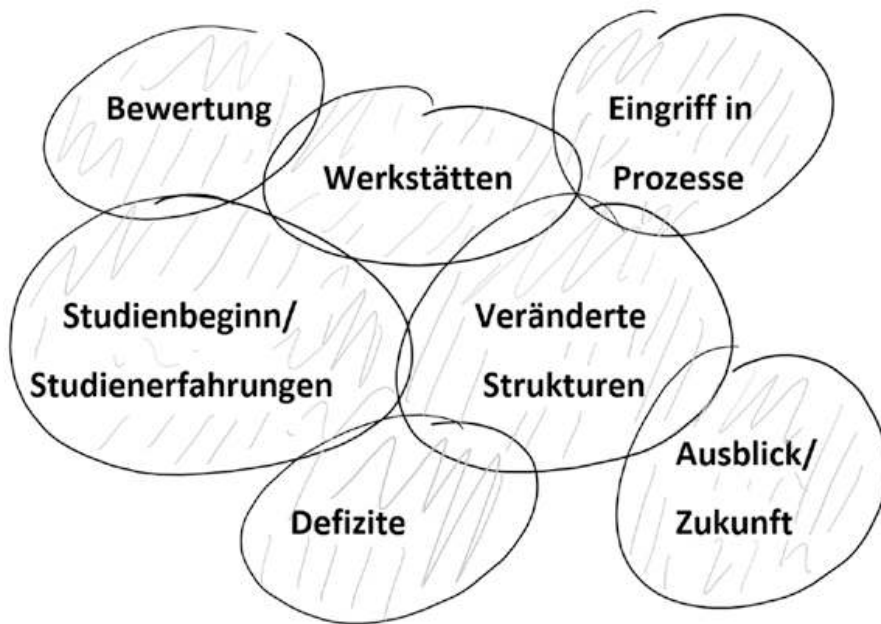 Bewertung
Werkstätten
Eingriff in
Prozesse
Studienbeginn/
Studienerfahrungen
Veränderte
Strukturen
Defizite
Ausblick/
Zukunft